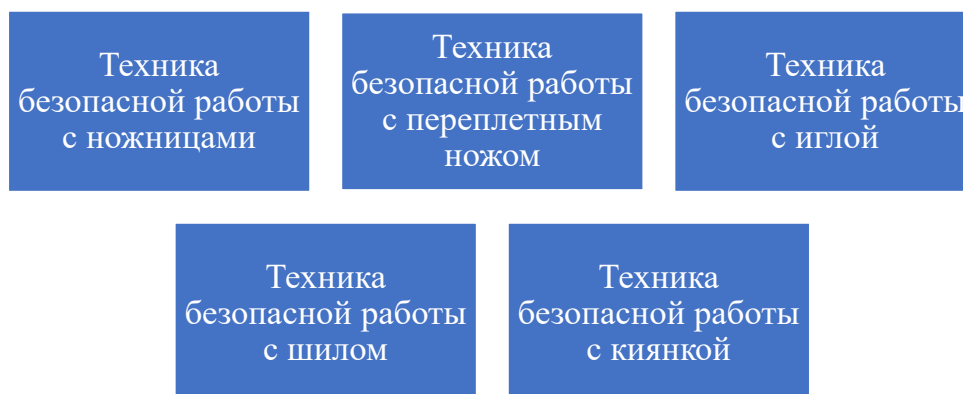 Техника
безопасной работы
с ножницами
Техника
безопасной работы
с переплетным
ножом
Техника
безопасной работы
с иглой
Техника
безопасной работы
с шилом
Техника
безопасной работы
с киянкой